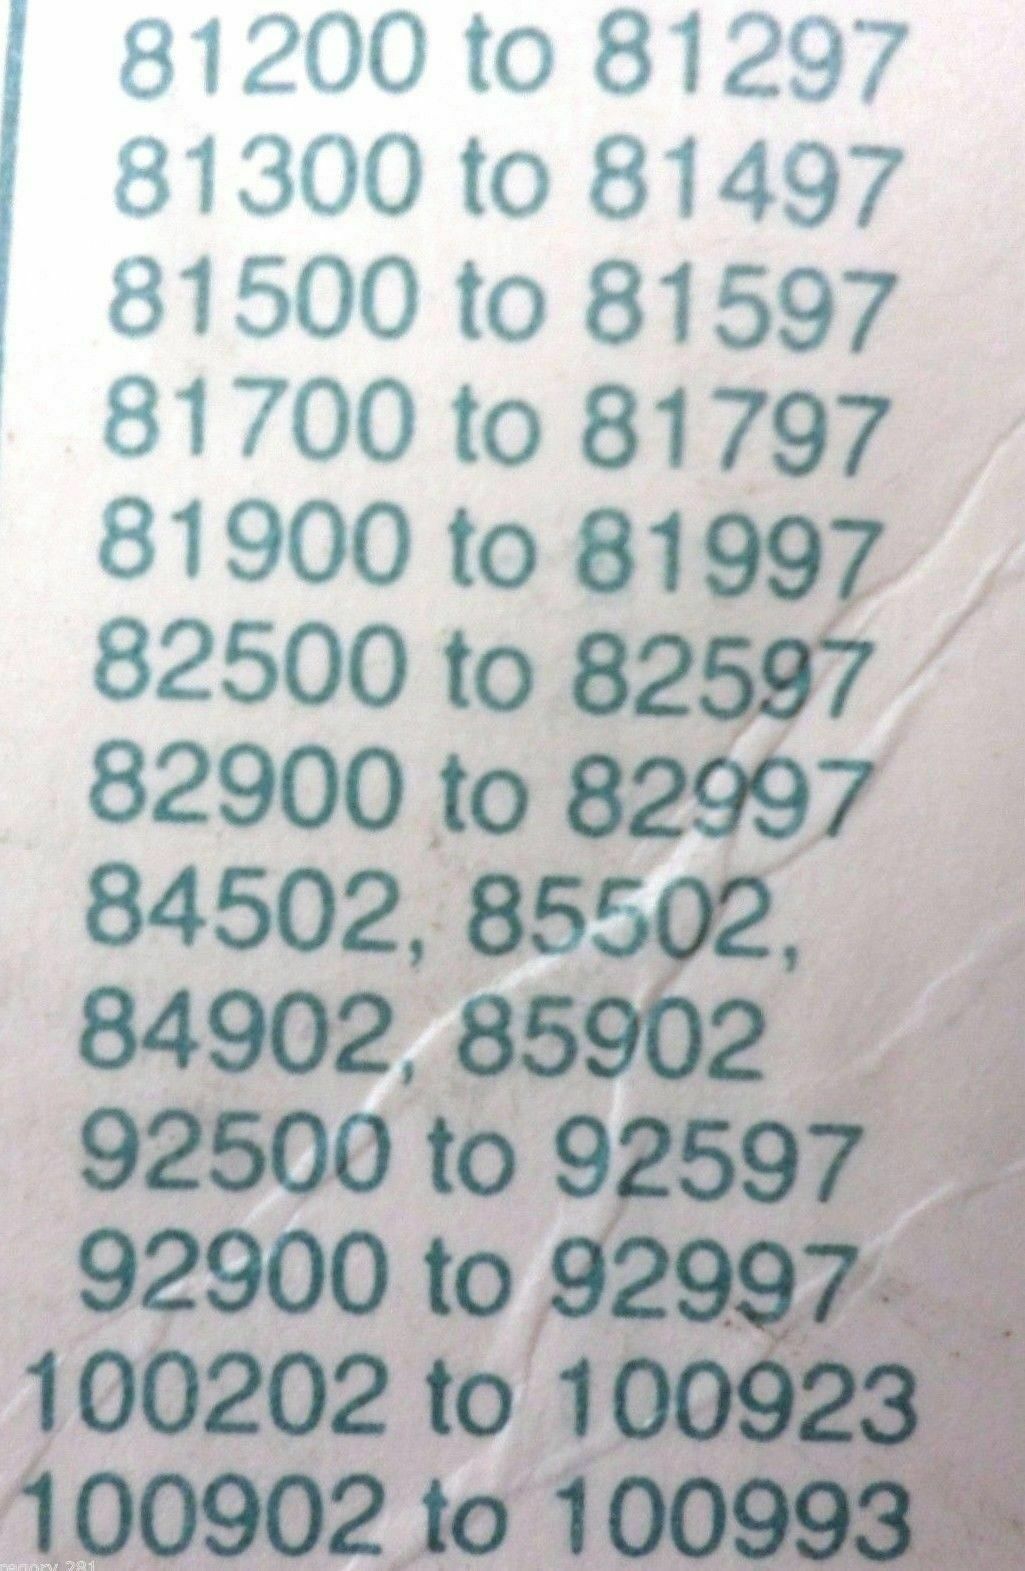 81200 to 81297
81300 to 81497
81500 to 81597
81700 to 81797
81900 to 81997
82500 to 82597
82900 to 82997
84502, 85502,
84902, 85902
92500 to 92597
92900 to 92997
100202 to 100923
100902 to 100993
regory_281